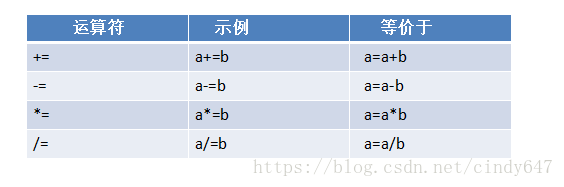 运算符 示例 等价于
+= a+=b a=a+b
-= a-=b a=a-b
*= a*=b a=a*b
/= a/=b a=a/b
https://blog.csdn.net/cindy647